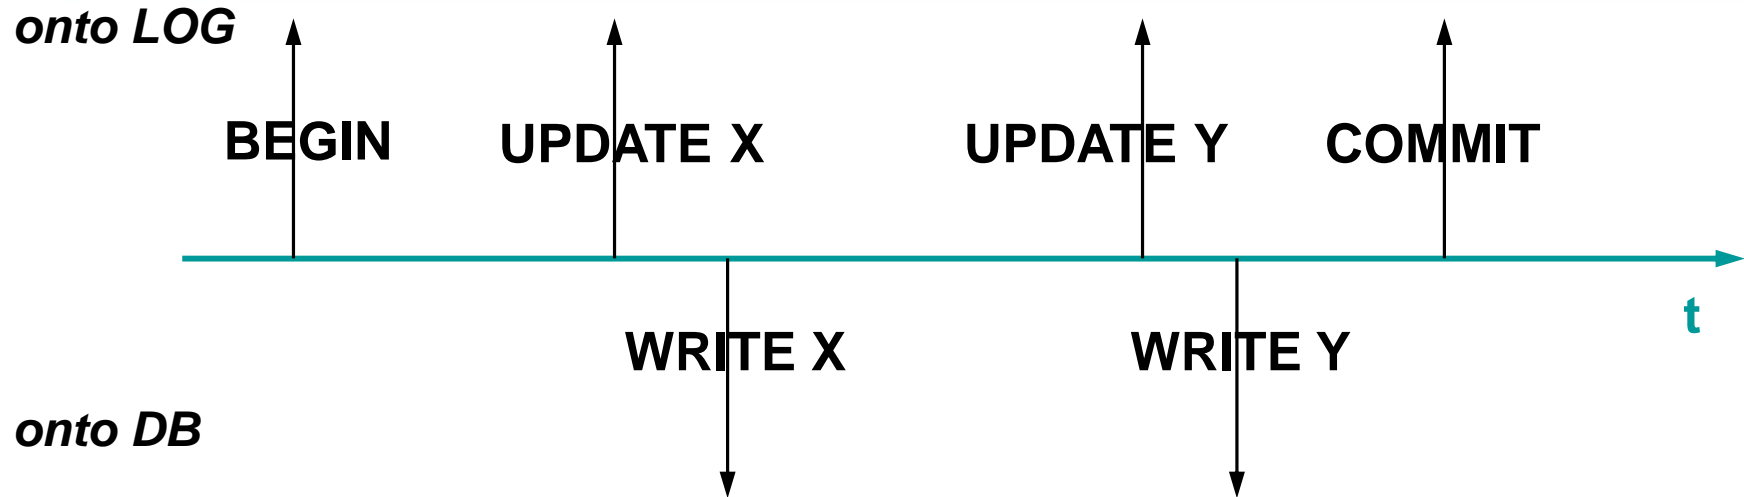 onto LOG
BEGIN UPDATE X UPDATE Y COMMIT
t
WRITE X WRITE Y
onto DB